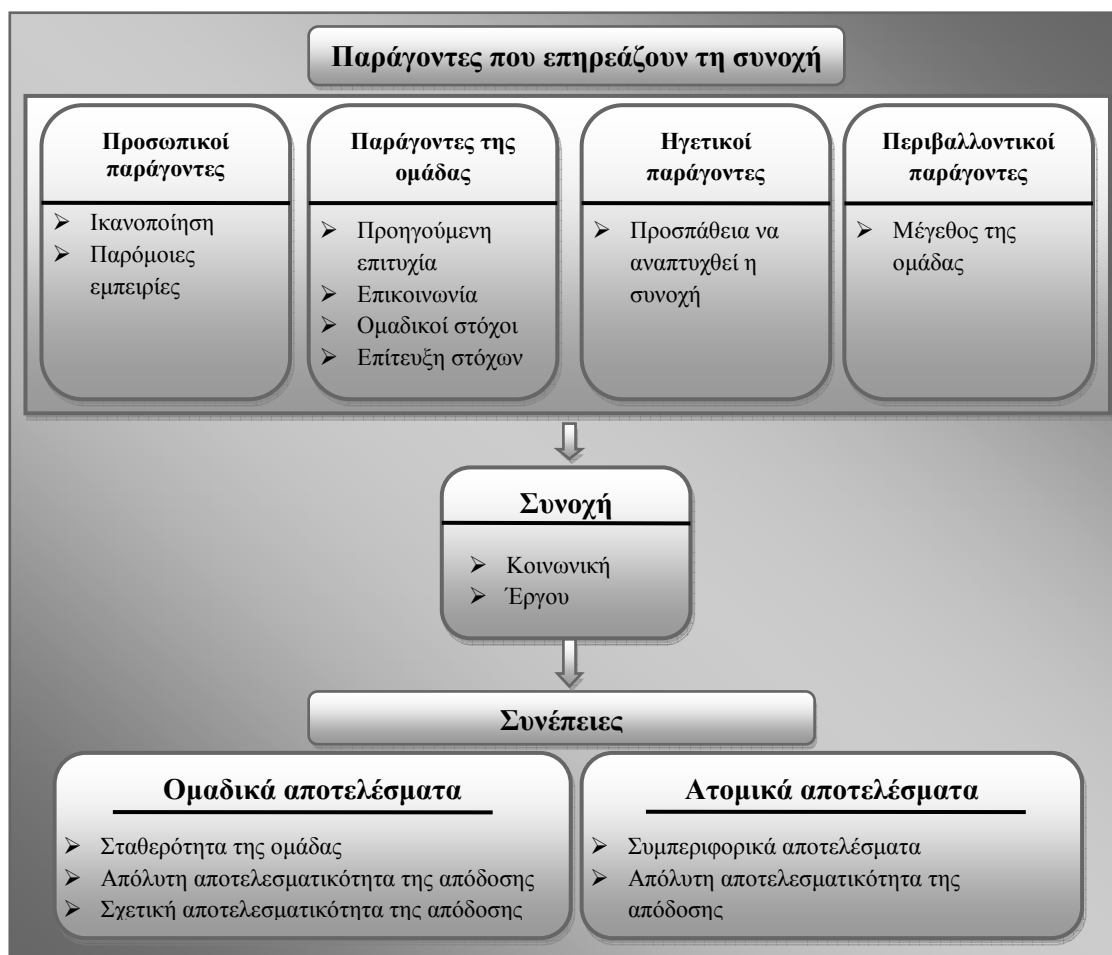 Παράγοντες που επηρεάζουν τη συνοχή
Προσωπικοί
παράγοντες
➢ Ικανοποίηση
➢ Παρόμοιες
εμπειρίες
Παράγοντες της
ομάδας
➢ Προηγούμενη
επιτυχία
➢ Επικοινωνία
➢ Ομαδικοί στόχοι
➢ Επίτευξη στόχων
Ηγετικοί
παράγοντες
➢ Προσπάθεια να
αναπτυχθεί η
συνοχή
Περιβαλλοντικοί
παράγοντες
➢ Μέγεθος της
ομάδας
Συνοχή
➢ Κοινωνική
➢ Έργου
Συνέπειες
Ομαδικά αποτελέσματα
➢ Σταθερότητα της ομάδας
➢ Απόλυτη αποτελεσματικότητα της απόδοσης
➢ Σχετική αποτελεσματικότητα της απόδοσης
Ατομικά αποτελέσματα
➢ Συμπεριφορικά αποτελέσματα
➢ Απόλυτη αποτελεσματικότητα της
απόδοσης